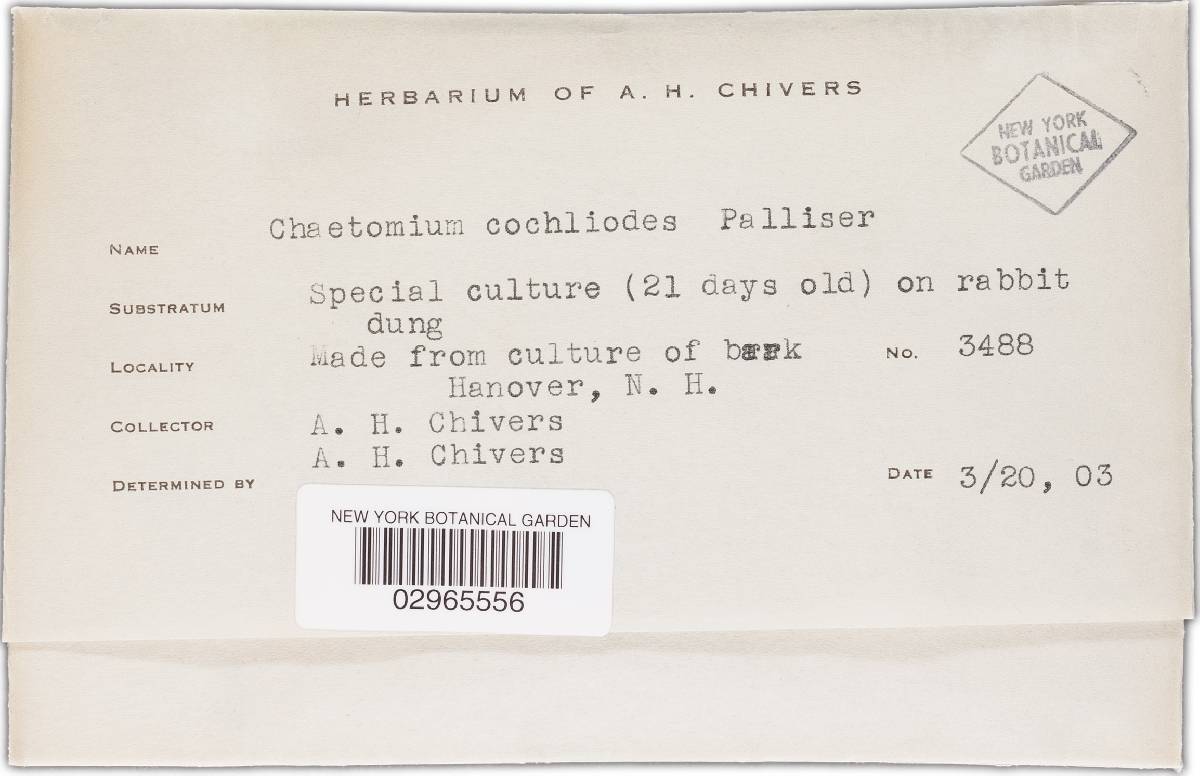 HERBARIUM OF A. H. CHIVERS
NEW YORK
BOTANICAL
GARDEN
NAME Chaetomium cochliodes Palliser
SUBSTRATUM Special culture (21 days old) on rabbit
dung
LOCALITY Made from culture of bark No. 3488
Hanover, N. H.
COLLECTOR A. H. Chivers
A. H. Chivers
DETERMINED BY DATE 3/20, 03
NEW YORK BOTANICAL GARDEN
02965556